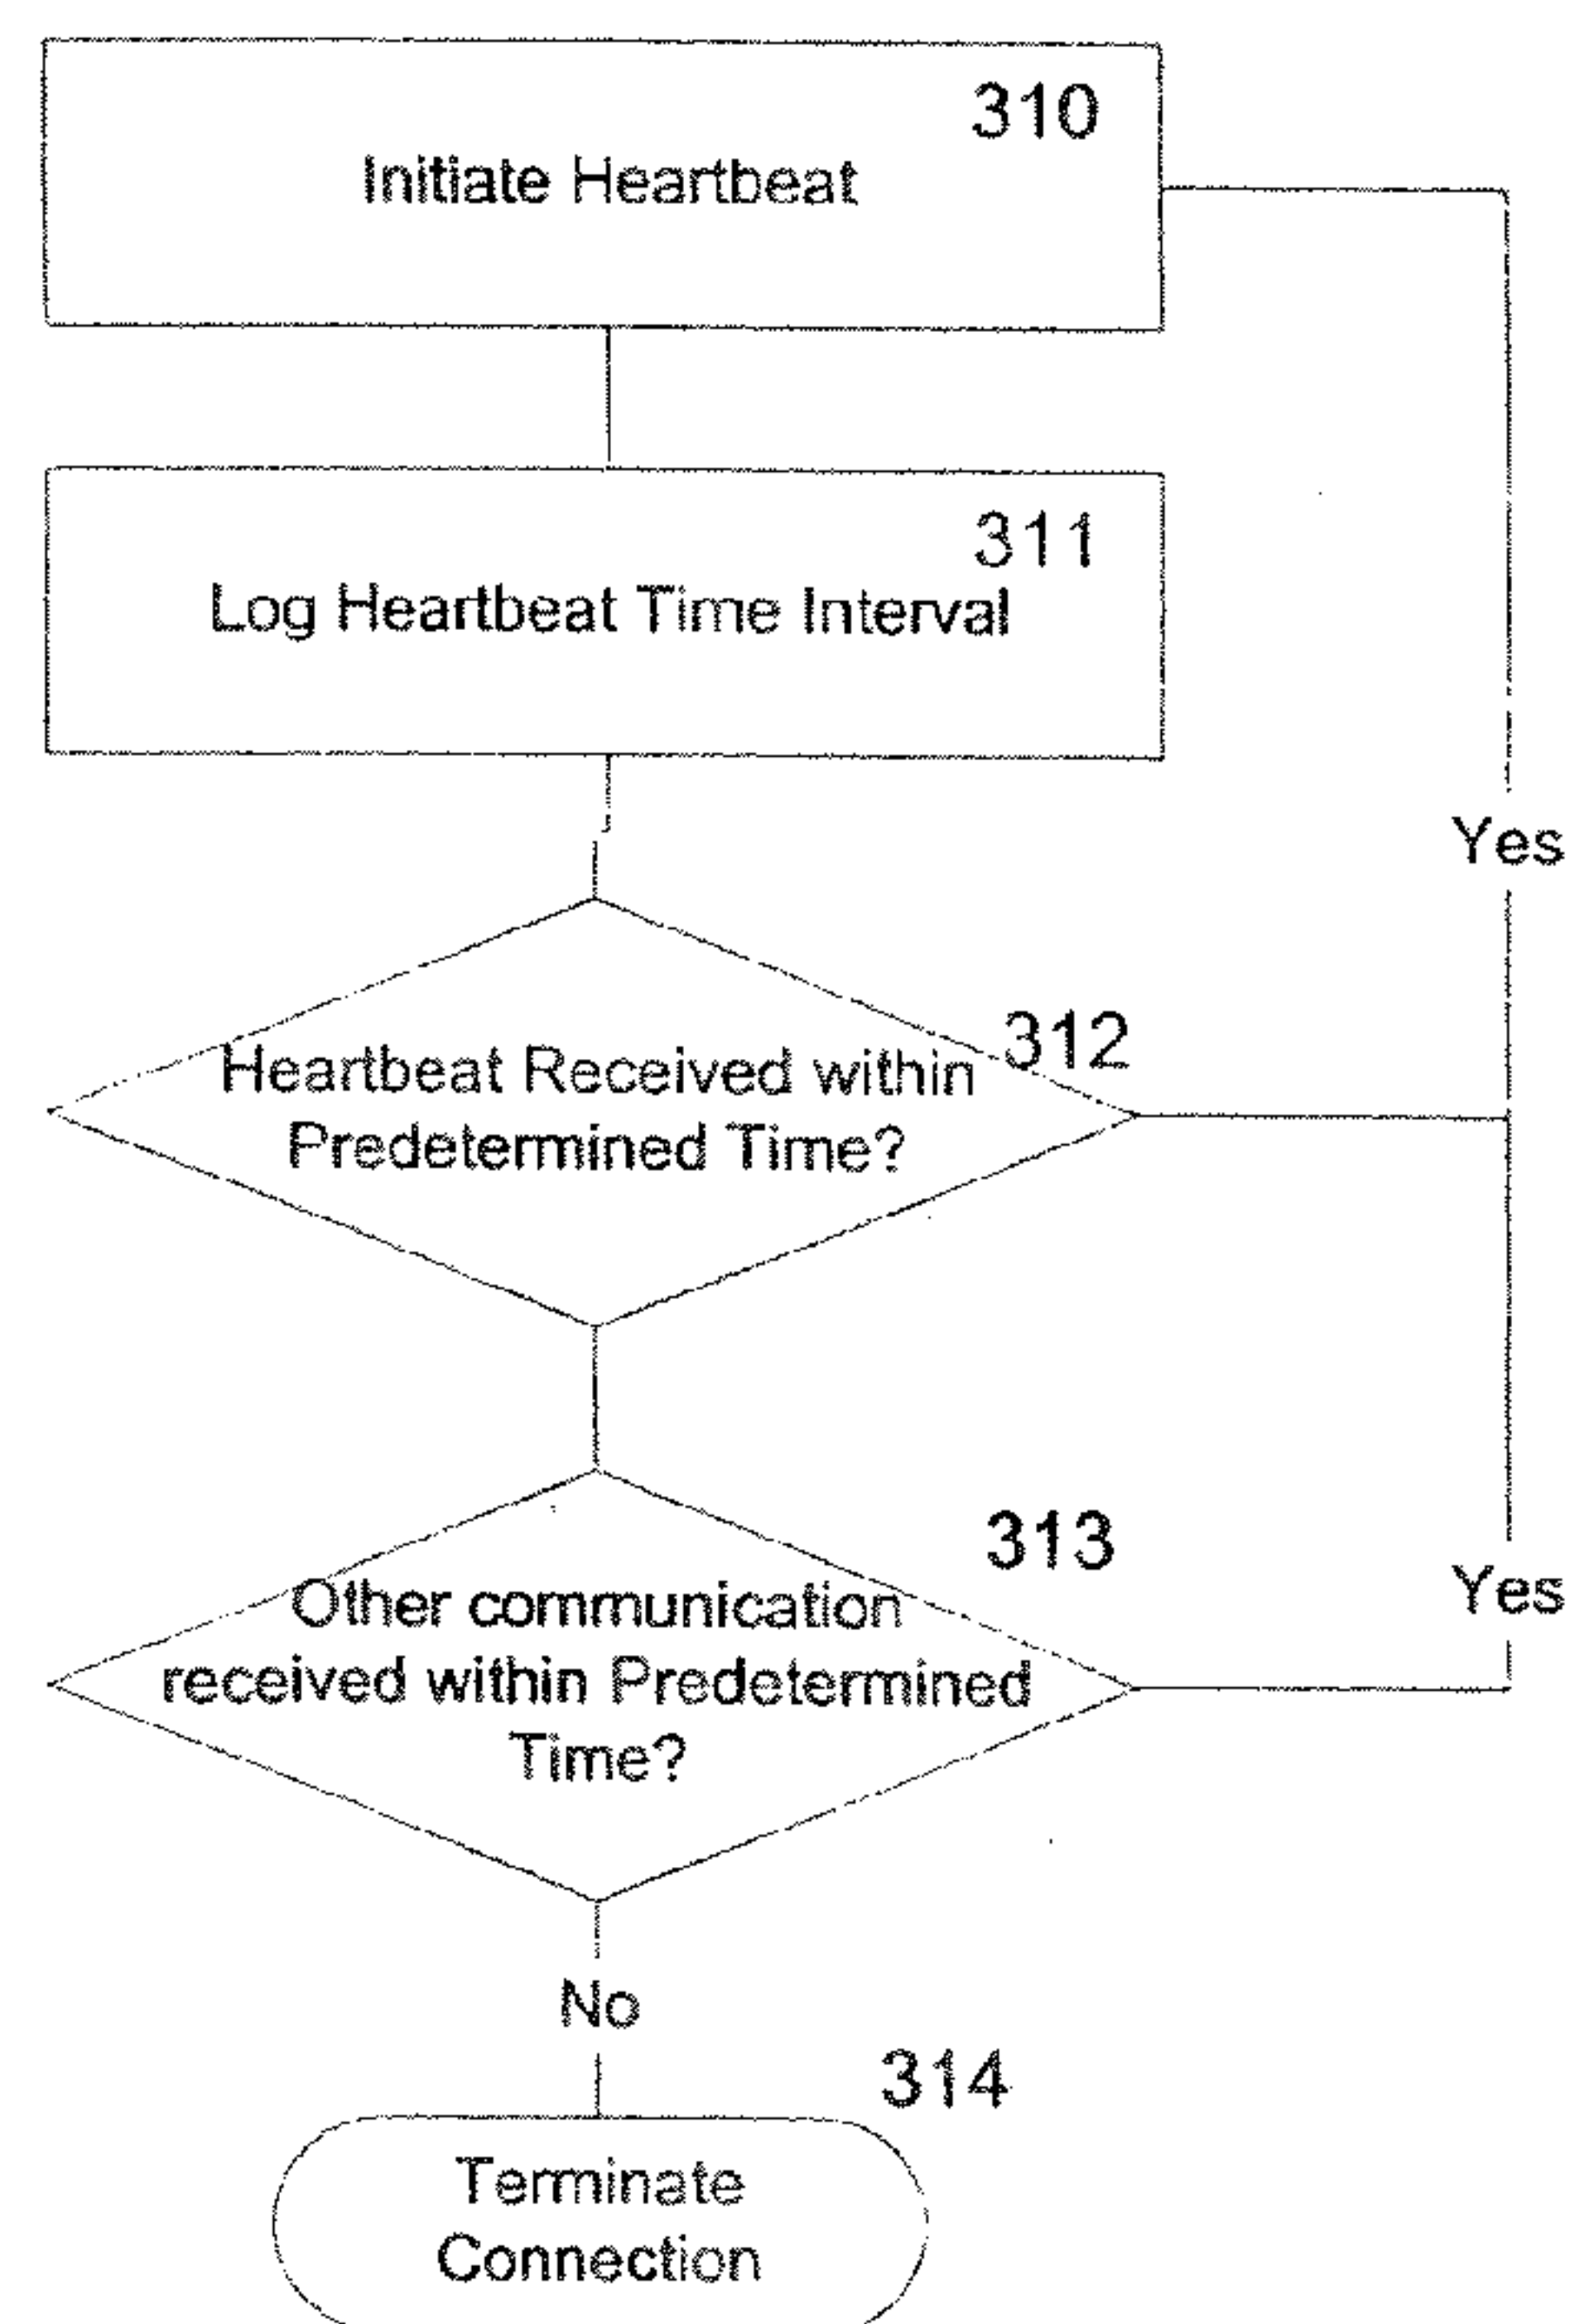 310
Initiate Heartbeat
311
Log Heartbeat Time Interval
Yes
312
Heartbeat Received within
Predetermined Time?
313
Other communication
received within Predetermined
Time?
Yes
No
314
Terminate
Connection